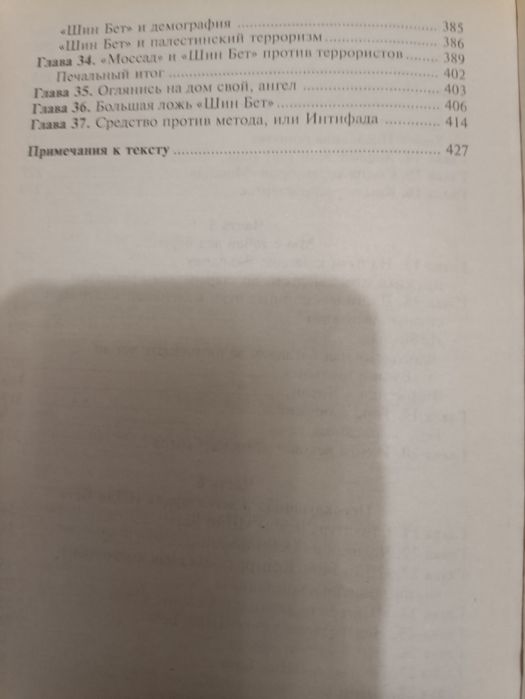 «Шин Бет» и демография ... 385
«Шин Бет» и палестинский терроризм ... 386
Глава 34. «Моссад» и «Шин Бет» против террористов ... 389
Печальный итог ... 402
Глава 35. Оглянись на дом свой, ангел ... 403
Глава 36. Большая ложь «Шин Бет» ... 406
Глава 37. Средство против метода, или Интифада ... 414
Примечания к тексту ... 427